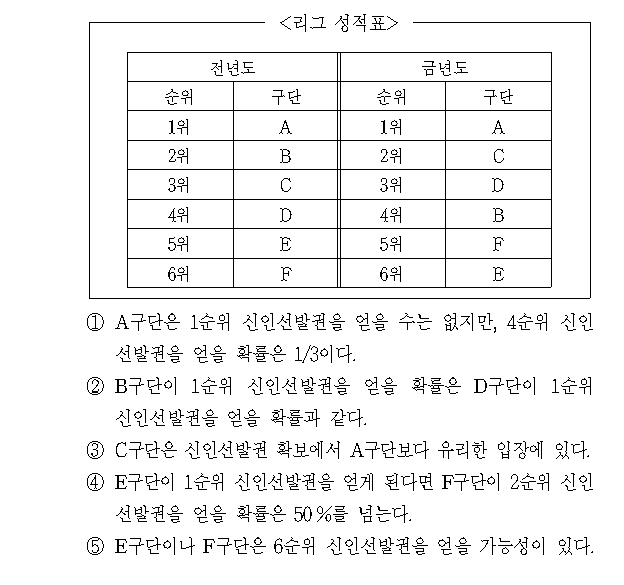 <리그 성적표>
전년도 금년도
순위 구단 순위 구단
1위 A 1위 A
2위 B 2위 C
3위 C 3위 D
4위 D 4위 B
5위 E 5위 F
6위 F 6위 E
① A구단은 1순위 신인선발권을 얻을 수는 없지만, 4순위 신인
선발권을 얻을 확률은 1/3이다.
② B구단이 1순위 신인선발권을 얻을 확률은 D구단이 1순위
신인선발권을 얻을 확률과 같다.
③ C구단은 신인선발권 확보에서 A구단보다 유리한 입장에 있다.
④ E구단이 1순위 신인선발권을 얻게 된다면 F구단이 2순위 신인
선발권을 얻을 확률은 50％를 넘는다.
⑤ E구단이나 F구단은 6순위 신인선발권을 얻을 가능성이 있다.